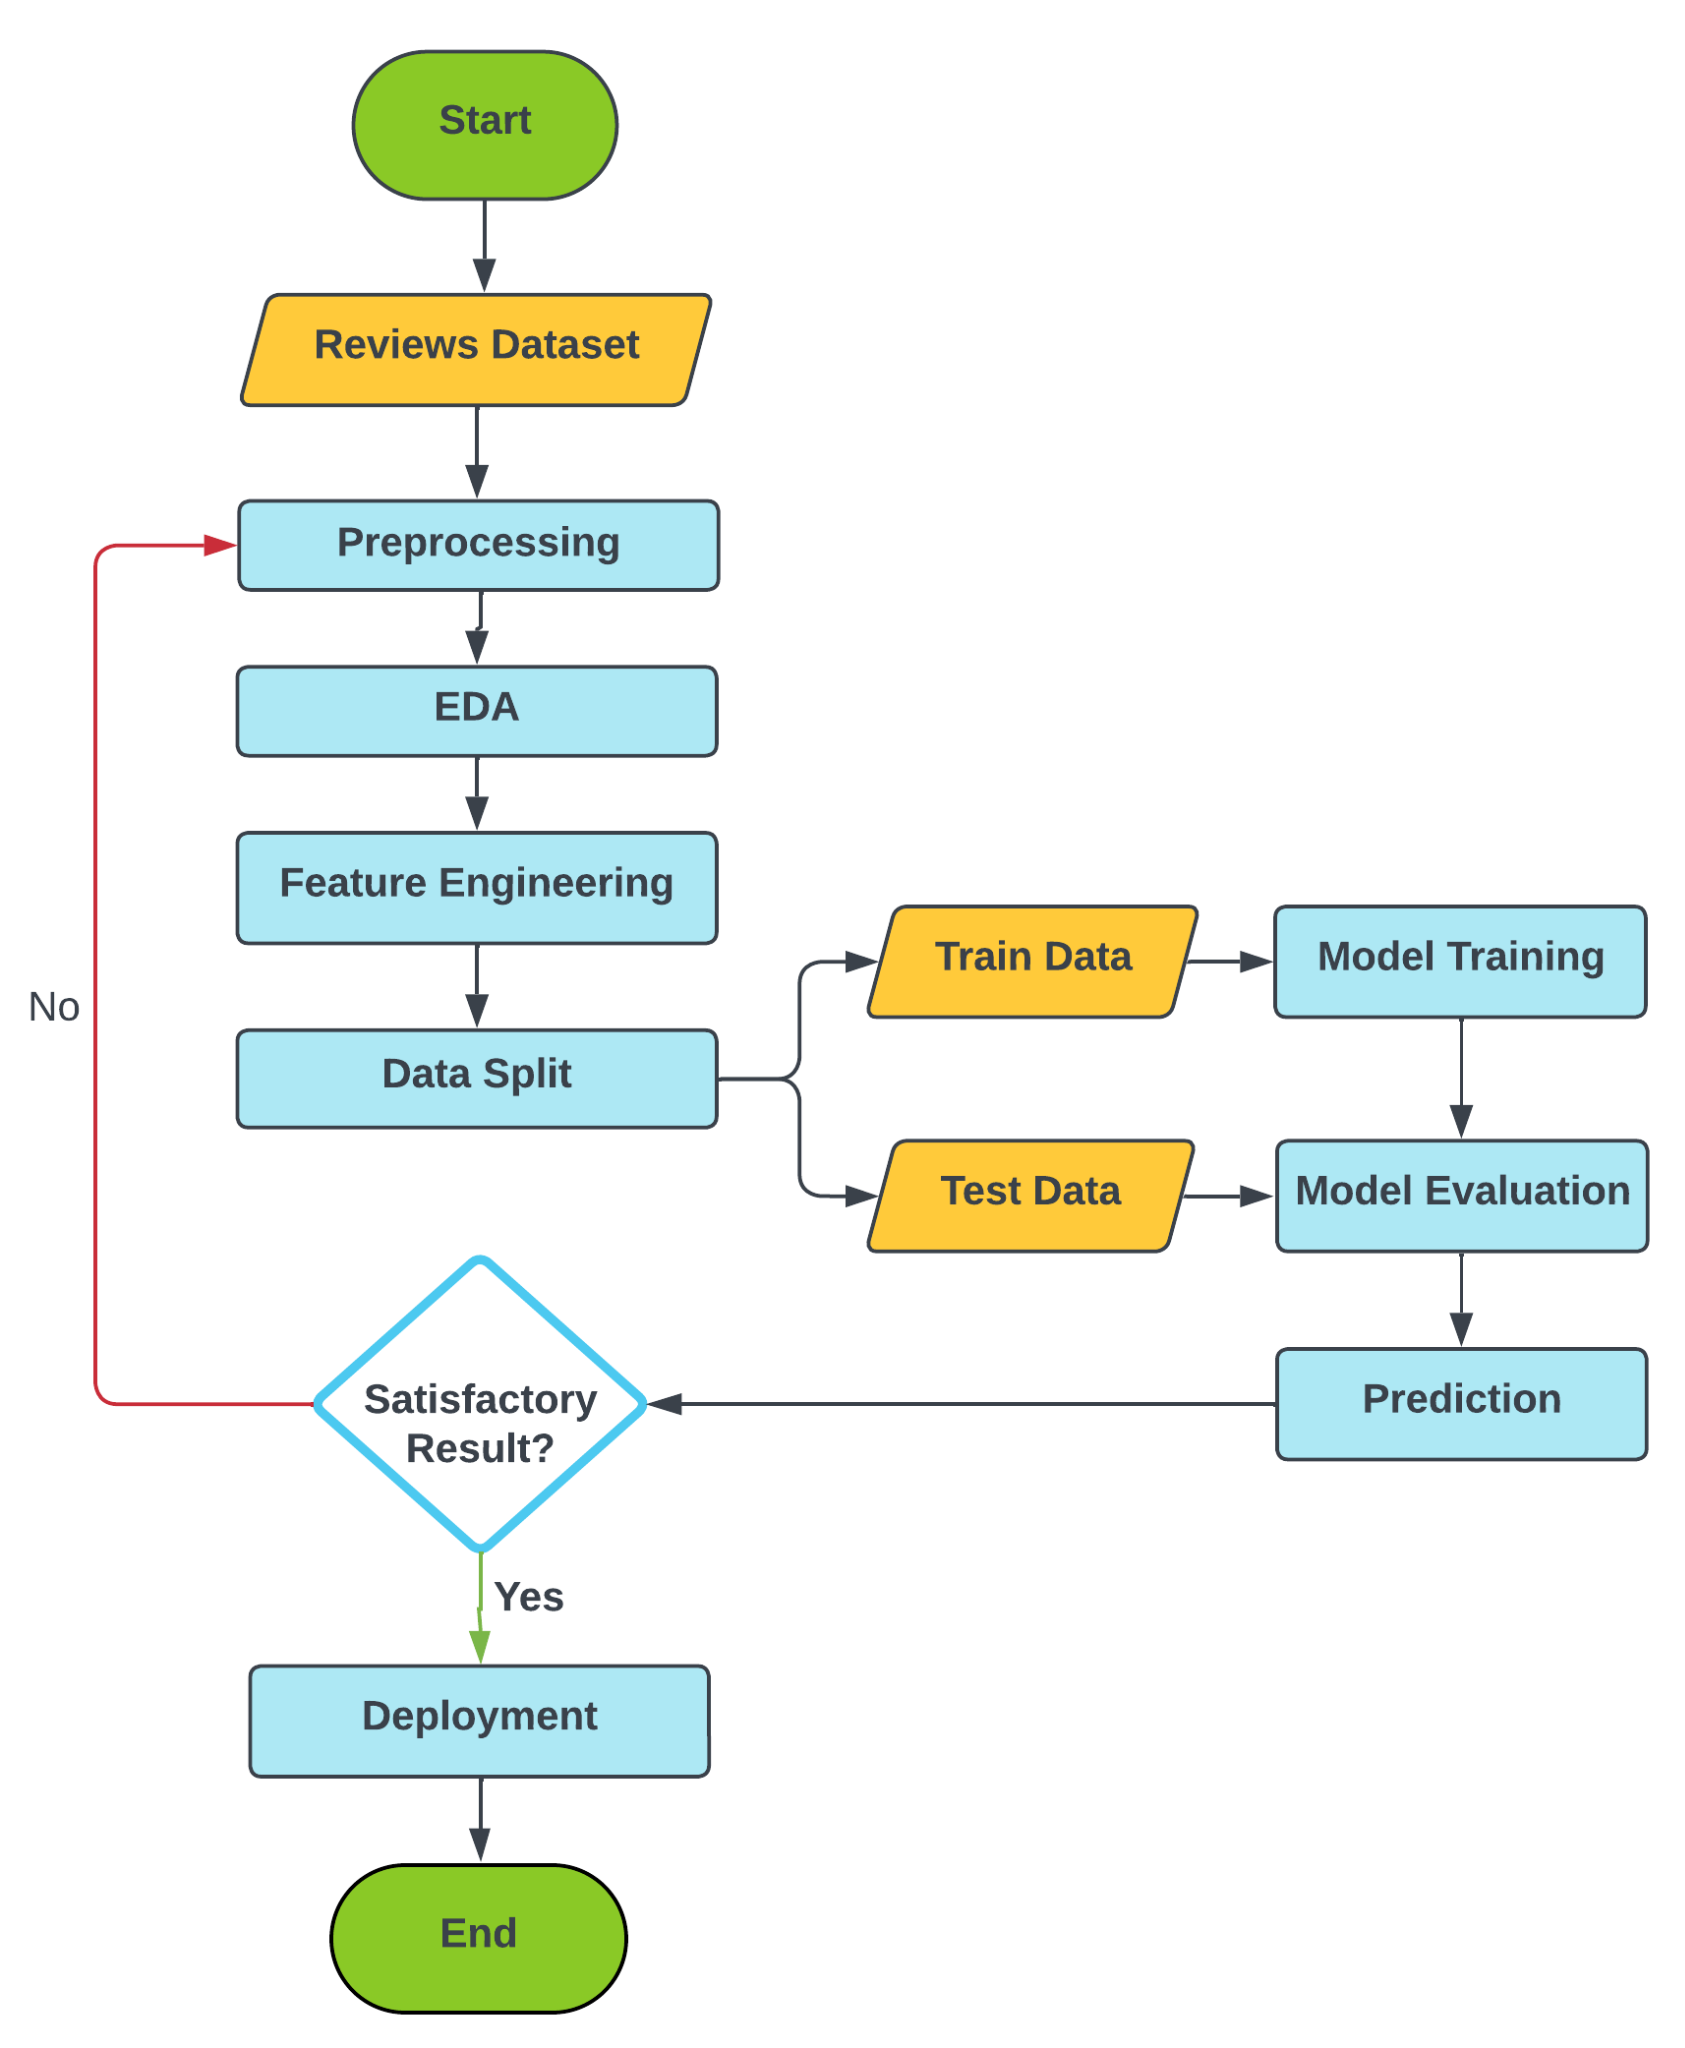 Start
Reviews Dataset
Preprocessing
EDA
Feature Engineering
Train Data
Model Training
No
Data Split
Test Data
Model Evaluation
Satisfactory
Result?
Prediction
Yes
Deployment
End